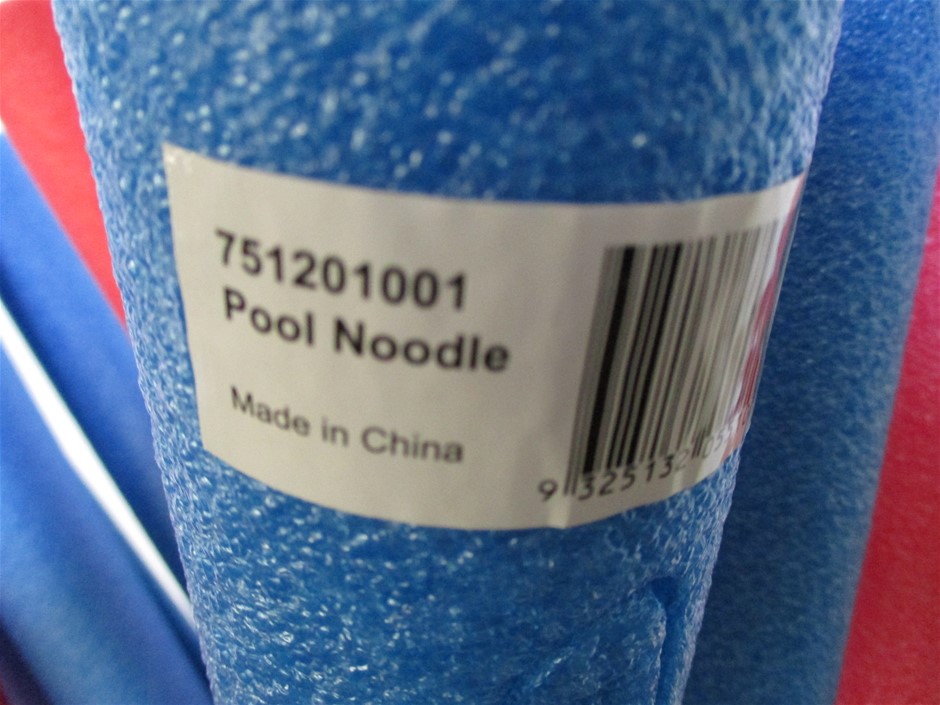 751201001
Pool Noodle
Made in China
9 325132